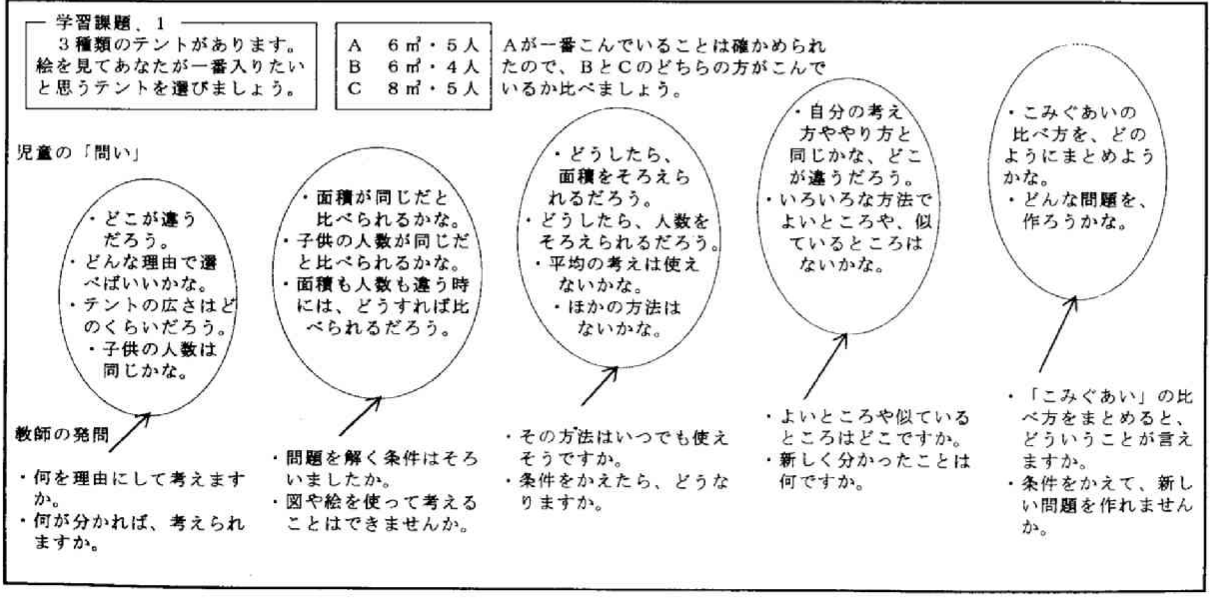 学習課題、1
3種類のテントがあります。
絵を見てあなたが一番入りたい
と思うテントを選びましょう。
A 6㎡・5人
B 6㎡・4人
C 8㎡・5人
Aが一番こんでいることは確かめられ
たので、BとCのどちらの方がこんで
いるか比べましょう。
児童の「問い」
・どこが違う
だろう。
・どんな理由で選
べばいいかな。
・テントの広さはど
のくらいだろう。
・子供の人数は
同じかな。
・面積が同じだと
比べられるかな。
・子供の人数が同じだ
と比べられるかな。
・面積も人数も違う時
には、どうすれば比
べられるだろう。
・どうしたら、
面積をそろえら
れるだろう。
・どうしたら、人数を
そろえられるだろう。
・平均の考えは使え
ないかな。
・ほかの方法は
ないかな。
・自分の考え
方ややり方と
同じかな、どこ
が違うだろう。
・いろいろな方法で
よいところや、似
ているところは
ないかな。
・こみぐあいの
比べ方を、どの
ようにまとめよう
かな。
・どんな問題を、
作ろうかな。
教師の発問
・何を理由にして考えます
か。
・何が分かれば、考えられ
ますか。
・問題を解く条件はそろ
いましたか。
・図や絵を使って考える
ことはできませんか。
・その方法はいつでも使え
そうですか。
・条件をかえたら、どうな
りますか。
・よいところや似ている
ところはどこですか。
・新しく分かったことは
何ですか。
・「こみぐあい」の比
べ方をまとめると、
どういうことが言え
ますか。
・条件をかえて、新し
い問題を作れません
か。